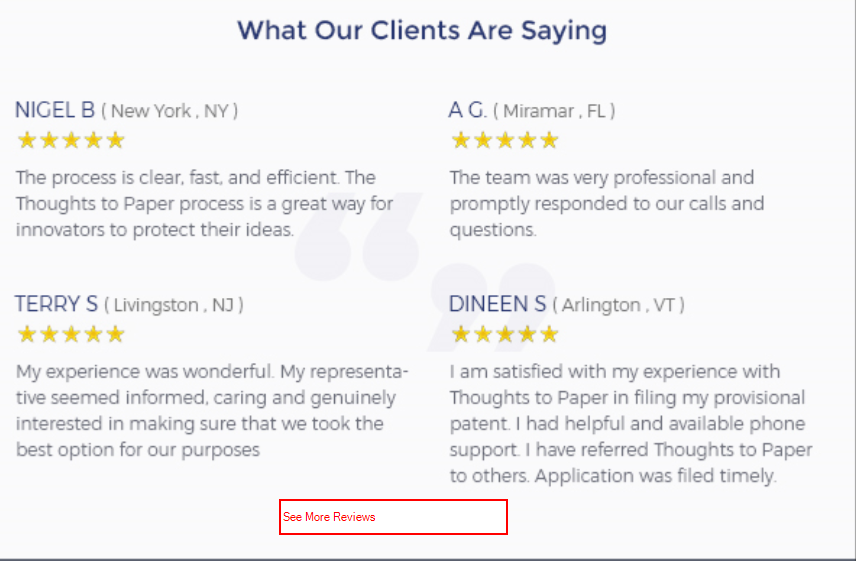 What Our Clients Are Saying
NIGEL B ( New York , NY )
The process is clear, fast, and efficient. The
Thoughts to Paper process is a great way for
innovators to protect their ideas.
A G. ( Miramar , FL )
The team was very professional and
promptly responded to our calls and
questions.
TERRY S ( Livingston , NJ )
My experience was wonderful. My representa-
tive seemed informed, caring and genuinely
interested in making sure that we took the
best option for our purposes
DINEEN S ( Arlington , VT )
I am satisfied with my experience with
Thoughts to Paper in filing my provisional
patent. I had helpful and available phone
support. I have referred Thoughts to Paper
to others. Application was filed timely.
See More Reviews